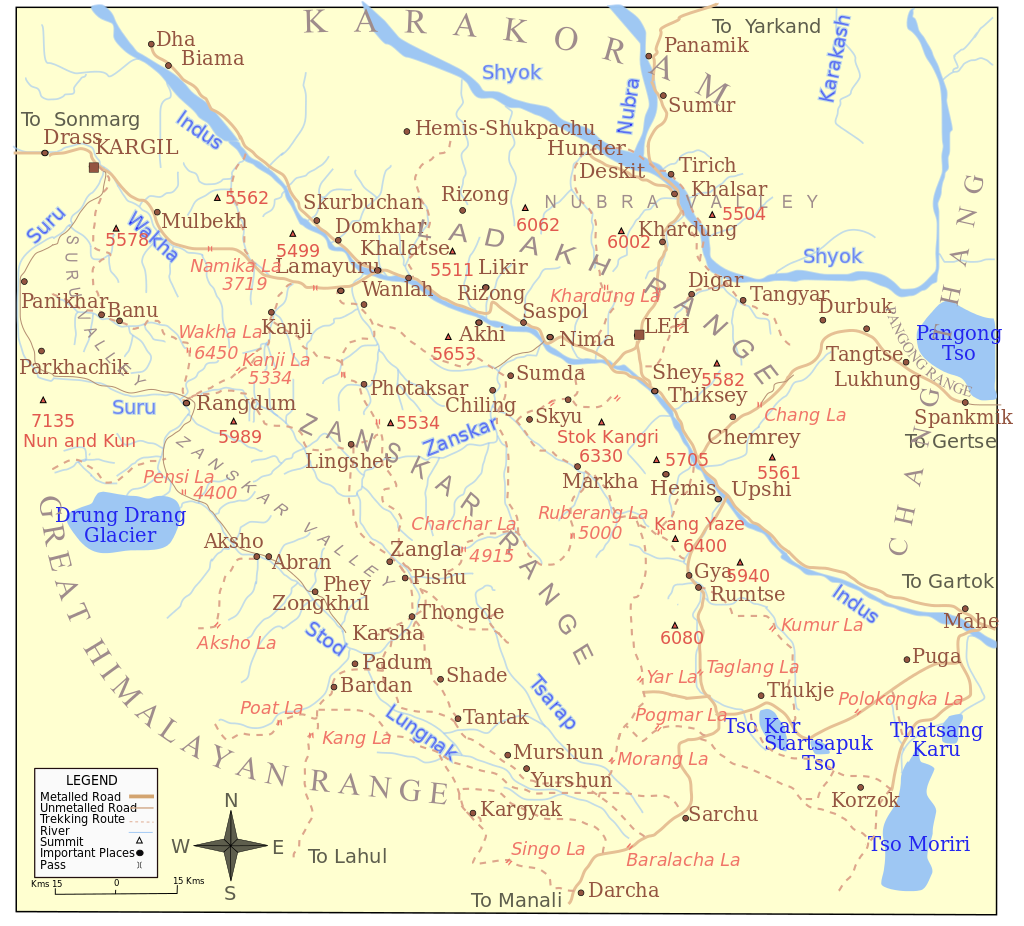 KARAKORAM
To Yarkand
Dha
Biama
Panamik
Shyok
Karakash
Nubra
Sumur
To Sonmarg
Indus
Drass
KARGIL
Hemis-Shukpachu
Hunder
Deskit
Tirich
Khalsar
5562
Skurbuchan
Rizong
NUBRA VALLEY
Suru
5578
Wakha
Mulbekh
Domkhar
6062
5504
6002
Khardung
SURU VALLEY
5499
Khalatse
LADAKH RANGE
Shyok
Namika La
3719
Lamayuru
5511
Likir
Panikhar
Banu
Wanlah
Rizong
Khardung La
Digar
Tangyar
Durbuk
Wakha La
6450
Kanji
Akhi
Saspol
Nima
LEH
PANGONG RANGE
Pangong
Tso
Kanji La
5334
5653
Tangtse
Lukhung
Parkhachik
Photaksar
Sumda
Shey
5582
Thiksey
7135
Nun and Kun
Suru
Rangdum
5989
5534
Chiling
Skyu
Chang La
Spankmik
To Gertse
ZANSKAR RANGE
Zanskar
Stok Kangri
6330
Chemrey
Lingshet
5705
5561
Pensi La
4400
ZANSKAR VALLEY
Markha
Hemis
Upshi
CHANG CHANG
Drung Drang
Glacier
Charchar La
4915
Ruberang La
5000
Kang Yaze
6400
Aksho
Abran
Zangla
Pishu
Gya
5940
To Gartok
Phey
Zongkhul
Rumtse
Indus
Mahe
Thongde
Aksho La
Stod
Karsha
6080
Kumur La
Padum
Puga
Bardan
Shade
Yar La
Taglang La
Thukje
Polokongka La
GREAT HIMALAYAN RANGE
Poat La
Tsarap
Tantak
Pogmar La
Tso Kar
Startsapuk
Tso
Thatsang
Karu
Kang La
Lungnak
Murshun
Morang La
Yurshun
Korzok
LEGEND
Metalled Road
Unmetalled Road
Trekking Route
River
Summit
Important Places
Pass
Kms 15
0
15 Kms
N
W
E
S
Kargyak
Sarchu
To Lahul
Singo La
Baralacha La
Tso Moriri
Darcha
To Manali